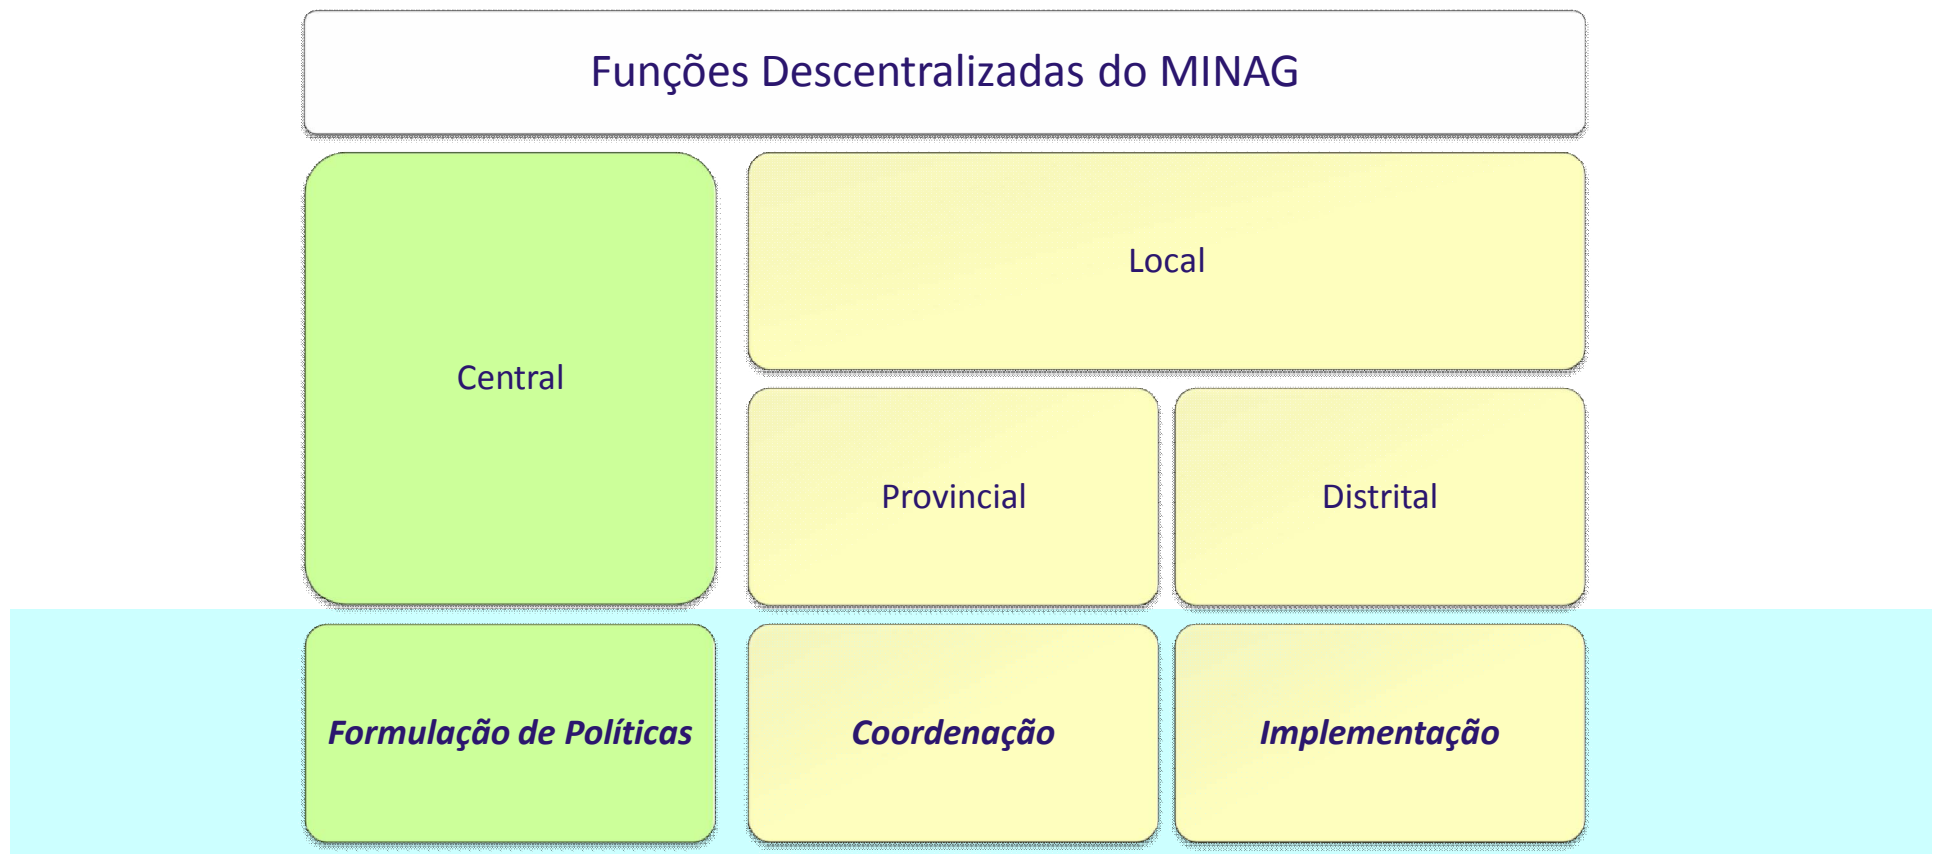 Funções Descentralizadas do MINAG
Central
Local
Provincial
Distrital
Formulação de Políticas
Coordenação
Implementação